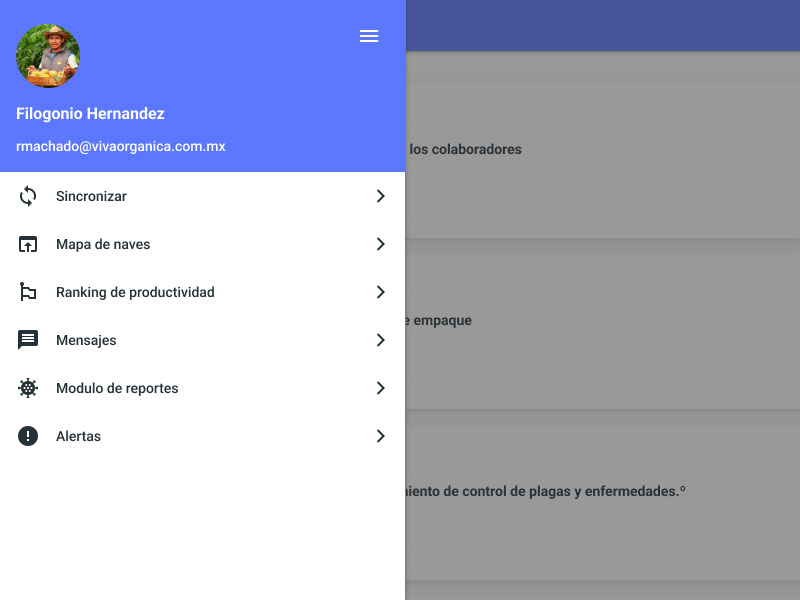 Filogonio Hernandez
rmachado@vivaorganica.com.mx
Sincronizar
Mapa de naves
Ranking de productividad
Mensajes
Modulo de reportes
Alertas
los colaboradores
empaque
de control de plagas y enfermedades.º